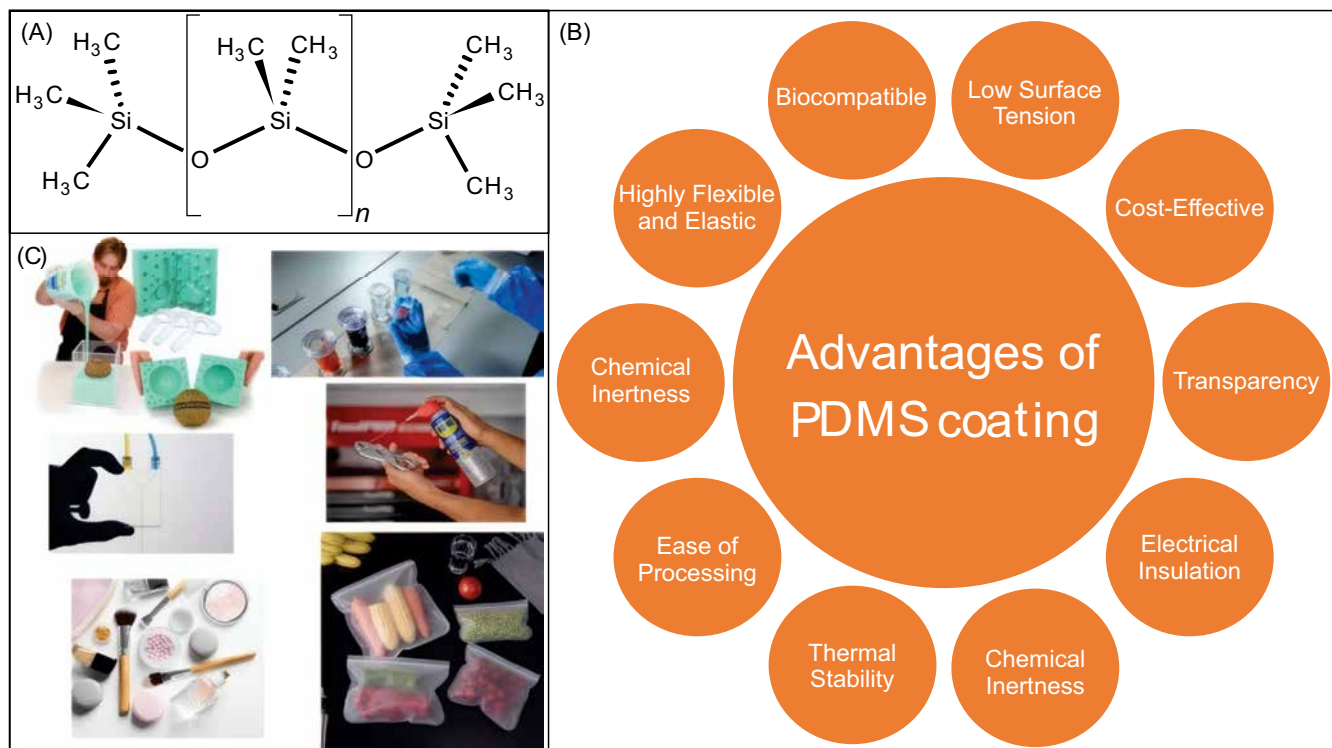 (A)
CH3
H3C
H3C
Si
O
H3C
CH3
Si
n
O
CH3
CH3
Si
CH3
(B)
Advantages of
PDMS coating
Biocompatible
Low Surface
Tension
Cost-Effective
Transparency
Electrical
Insulation
Chemical
Inertness
Thermal
Stability
Ease of
Processing
Chemical
Inertness
Highly Flexible
and Elastic
(C)